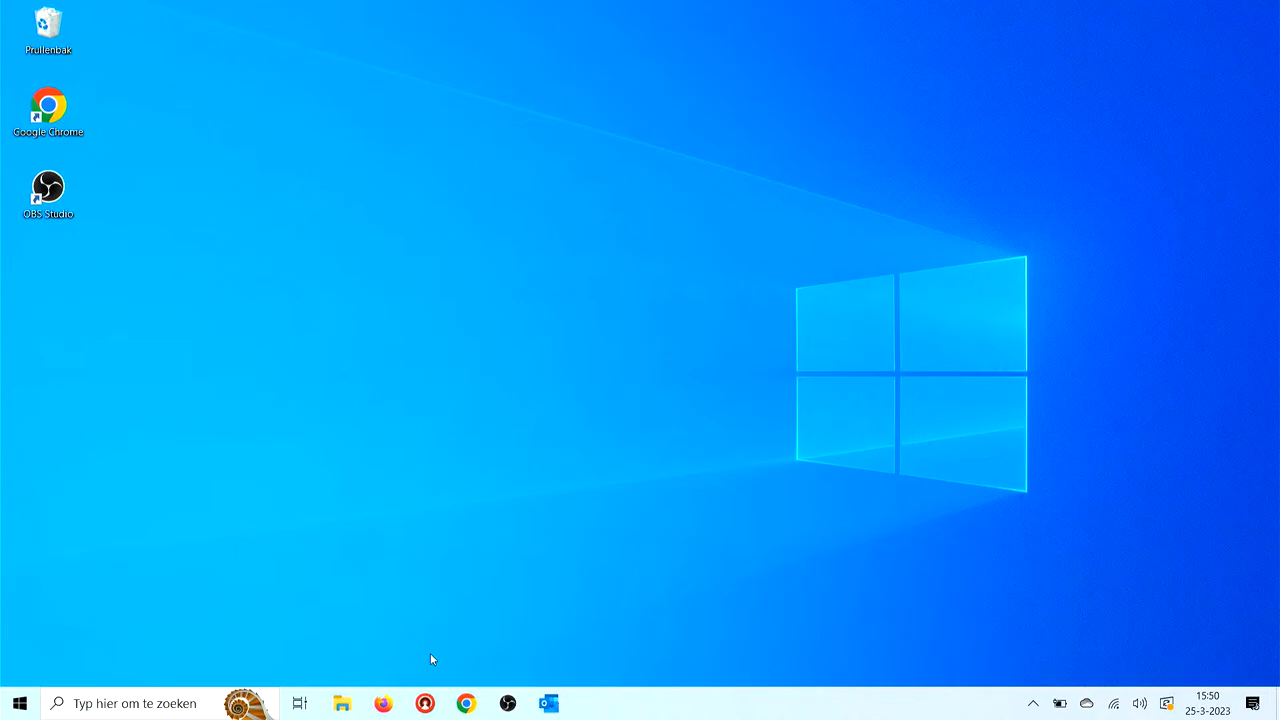 Prullenbak
Google Chrome
OBS Studio
Typ hier om te zoeken
15:50
25-3-2023